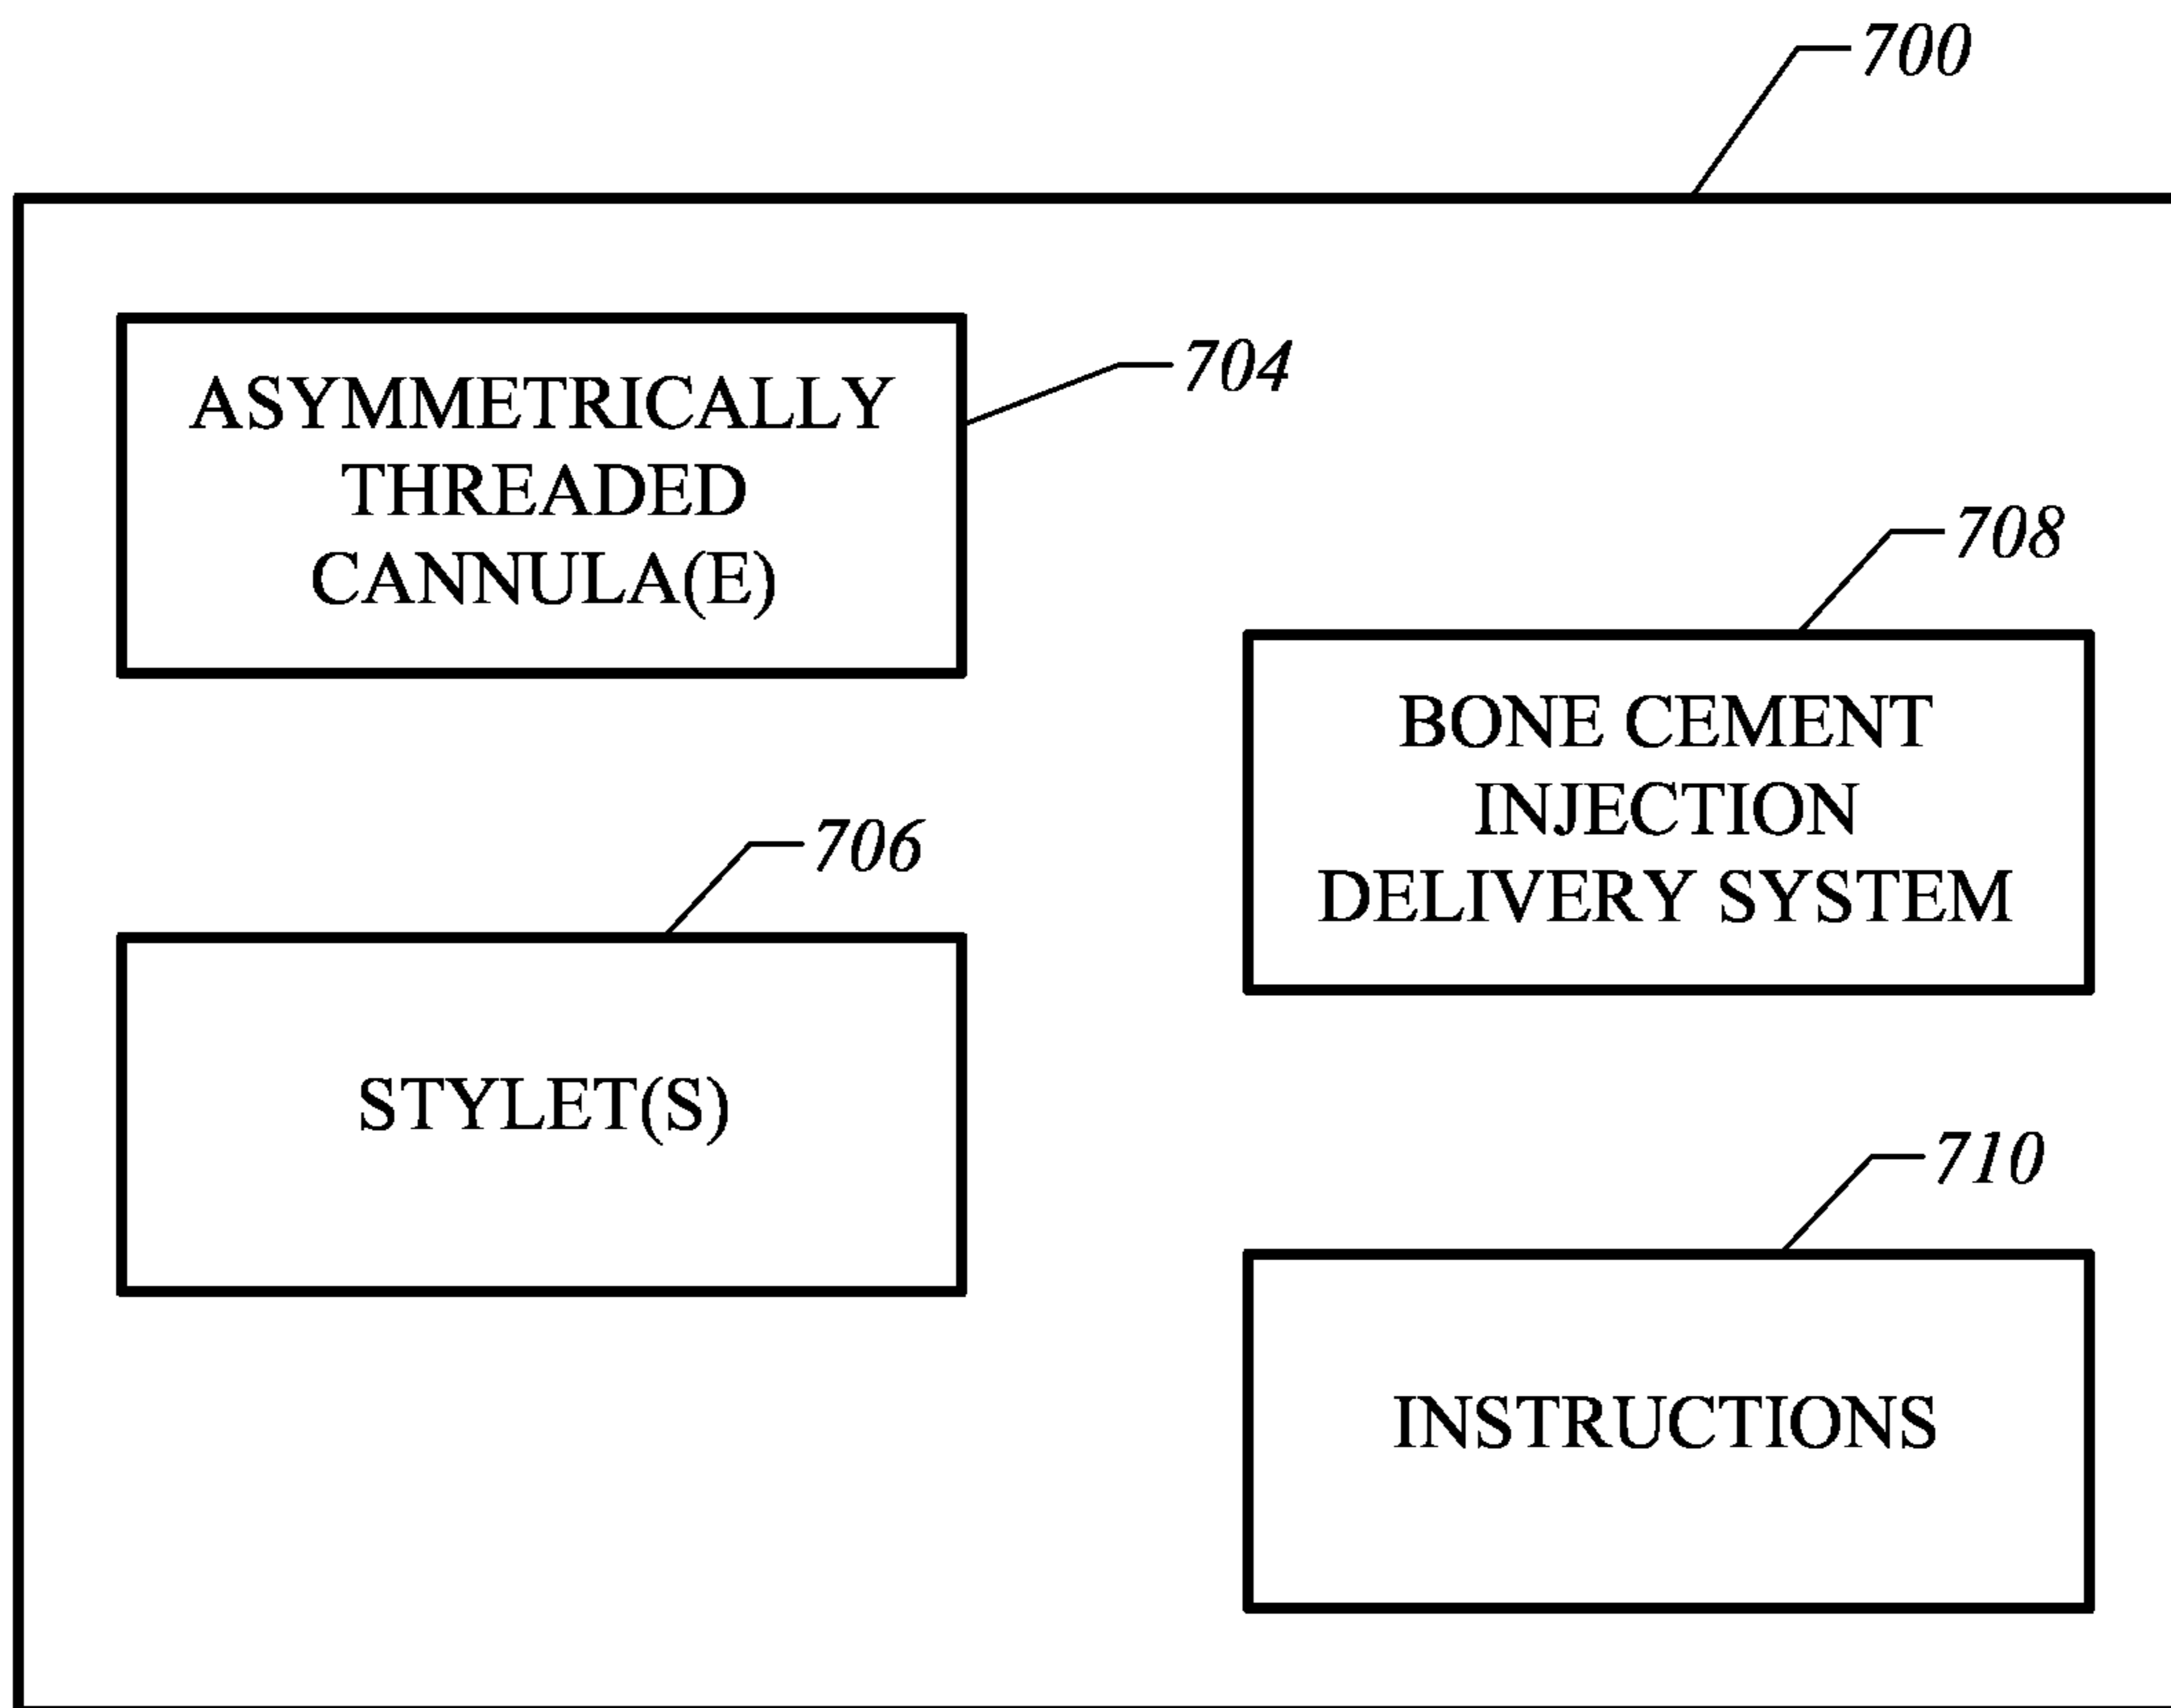 700
ASYMMETRICALLY
THREADED
CANNULA(E)
704
708
BONE CEMENT
INJECTION
DELIVERY SYSTEM
706
STYLET(S)
710
INSTRUCTIONS